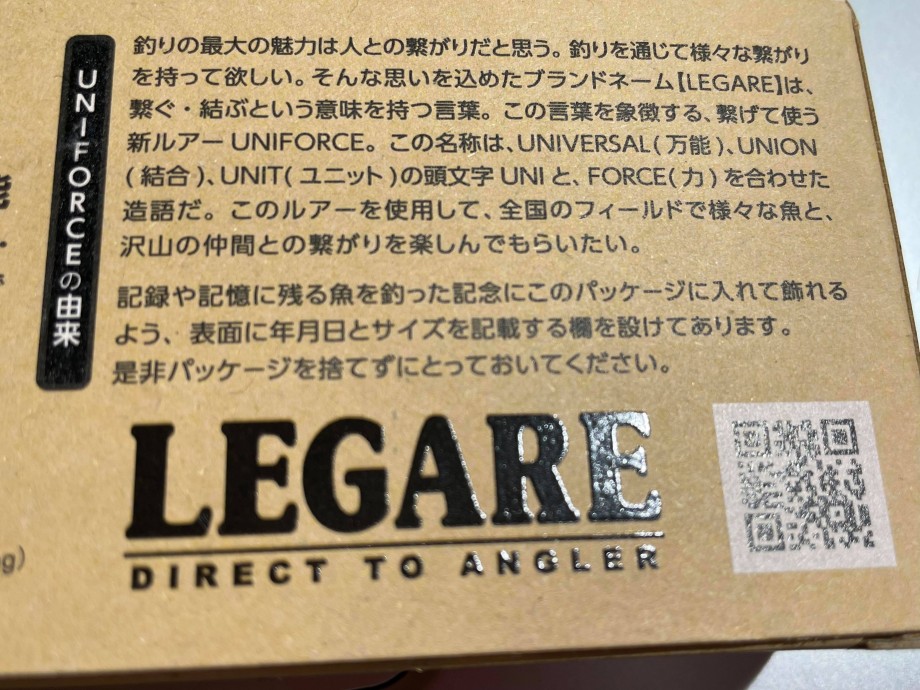 UNIFORCEの由来
釣りの最大の魅力は人との繋がりだと思う。釣りを通じて様々な繋がり
を持って欲しい。そんな思いを込めたブランドネーム【LEGARE】は、
繋ぐ・結ぶという意味を持つ言葉。この言葉を象徴する、繋げて使う
新ルアーUNIFORCE。この名称は、UNIVERSAL(万能)、UNION
(結合)、UNIT(ユニット)の頭文字UNIと、FORCE(力)を合わせた
造語だ。このルアーを使用して、全国のフィールドで様々な魚と、
沢山の仲間との繋がりを楽しんでもらいたい。
記録や記憶に残る魚を釣った記念にこのパッケージに入れて飾れる
よう、表面に年月日とサイズを記載する欄を設けてあります。
是非パッケージを捨てずにとっておいてください。
LEGARE
DIRECT TO ANGLER
g)